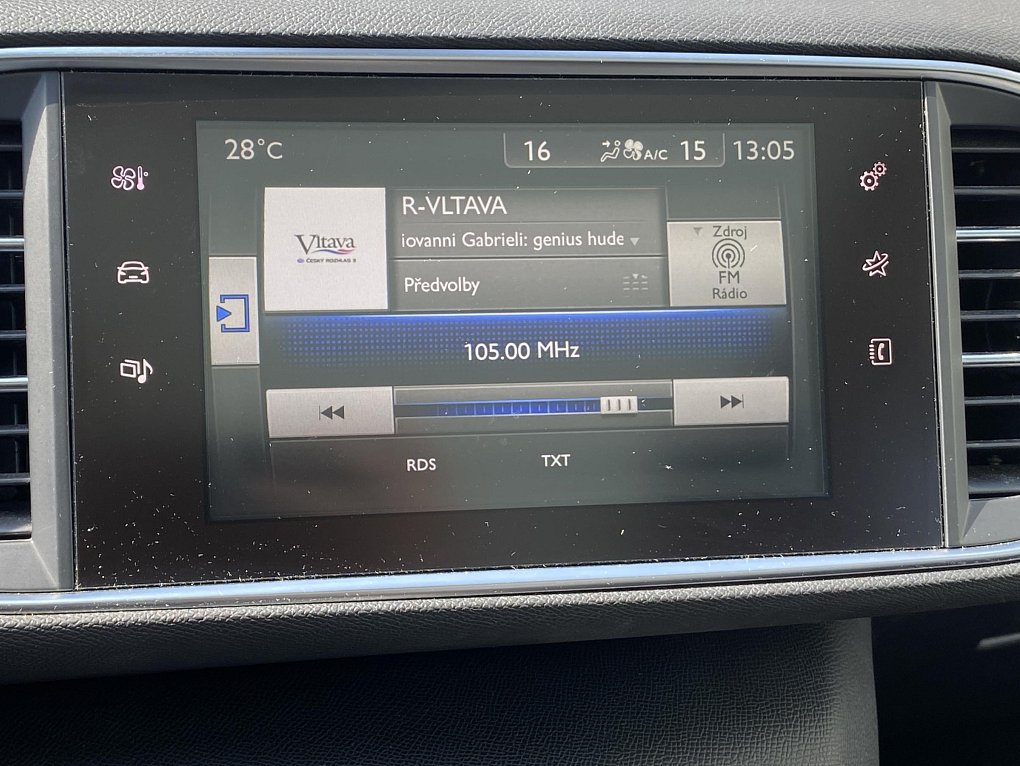 28°C
16 A/C 15 13:05
R-VLTAVA
Vltava
ČESKÝ ROZHLAS 3
iovanni Gabrieli: genius hude
Předvolby
Zdroj
FM
Rádio
105.00 MHz
RDS TXT